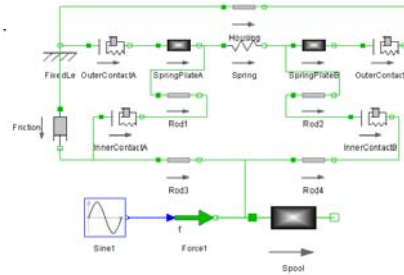 Housing
FixedLe OuterContactA SpringPlateA Spring SpringPlateB OuterContact
Friction
Rod1 Rod2
InnerContactA InnerContactB
Rod3 Rod4
f
Sine1 Force1
Spool